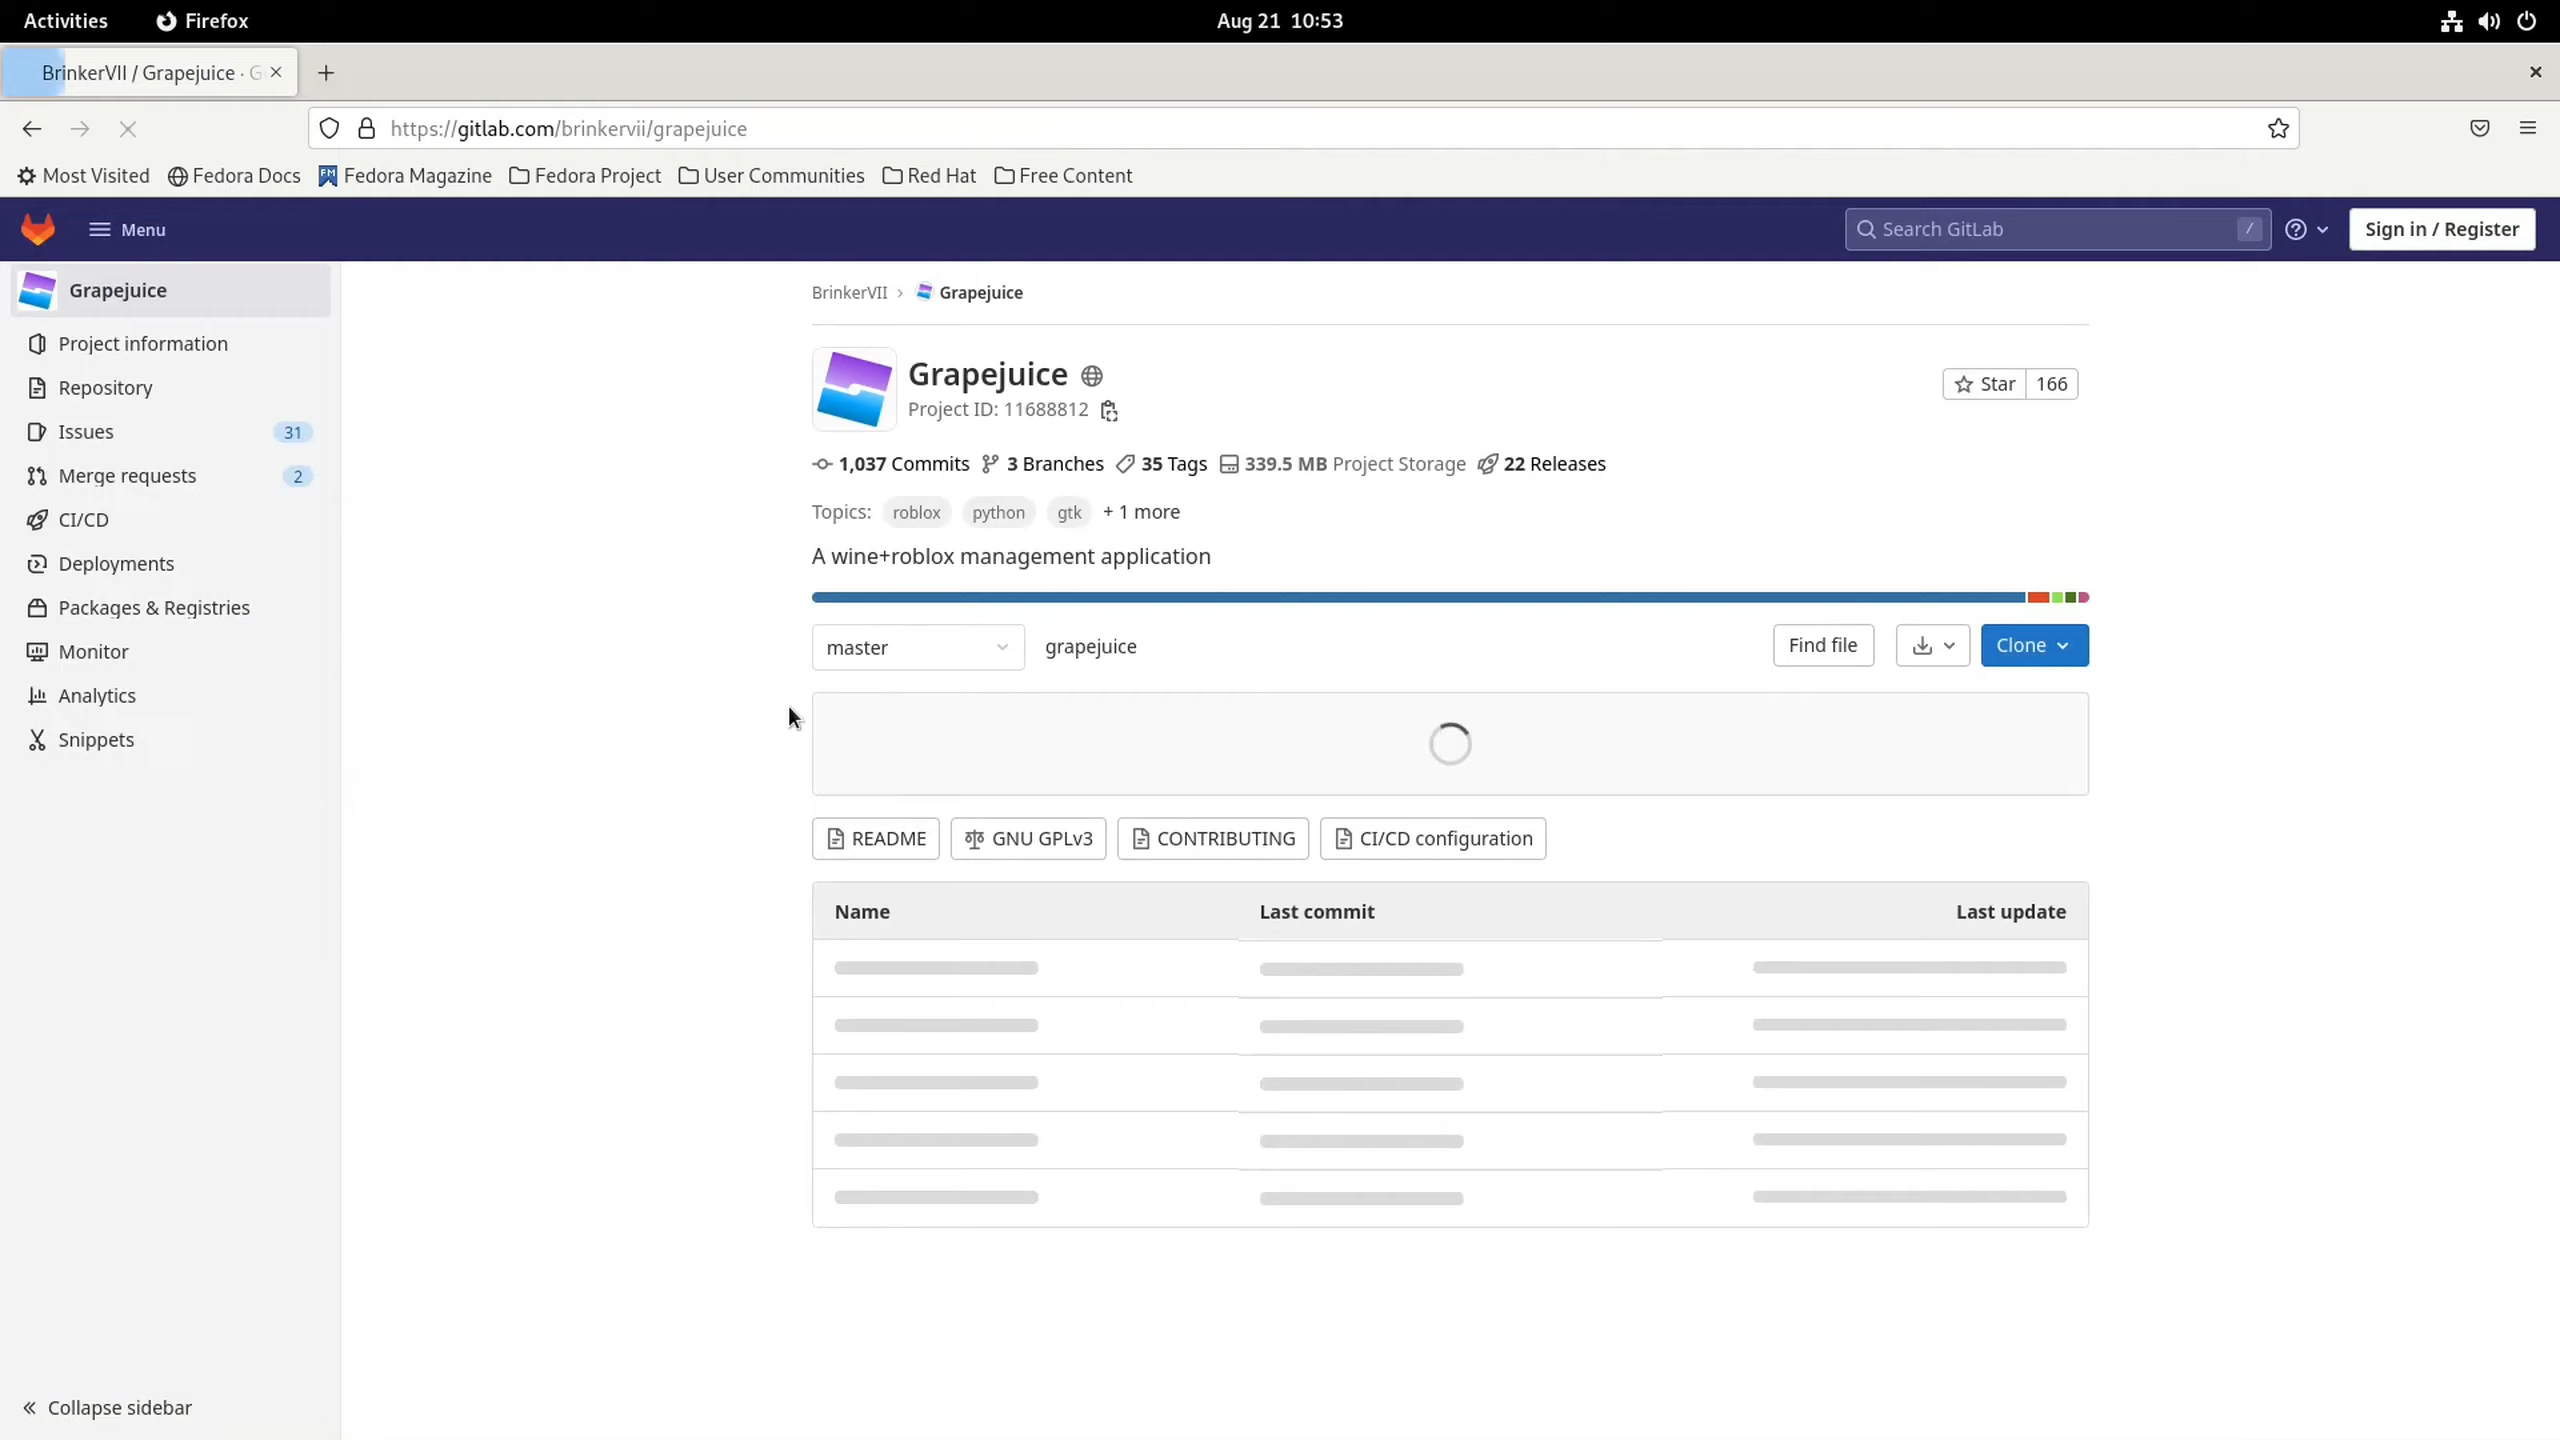 Activities Firefox Aug 21 10:53
BrinkerVII / Grapejuice · G
https://gitlab.com/brinkervii/grapejuice
Most Visited Fedora Docs Fedora Magazine Fedora Project User Communities Red Hat Free Content
Menu Search GitLab / Sign in / Register
Grapejuice
Project information
Repository
Issues 31
Merge requests 2
CI/CD
Deployments
Packages & Registries
Monitor
Analytics
Snippets
Collapse sidebar
BrinkerVII › Grapejuice
Grapejuice
Project ID: 11688812
Star 166
1,037 Commits 3 Branches 35 Tags 339.5 MB Project Storage 22 Releases
Topics: roblox python gtk + 1 more
A wine+roblox management application
master grapejuice Find file Clone
README GNU GPLv3 CONTRIBUTING CI/CD configuration
Name Last commit Last update